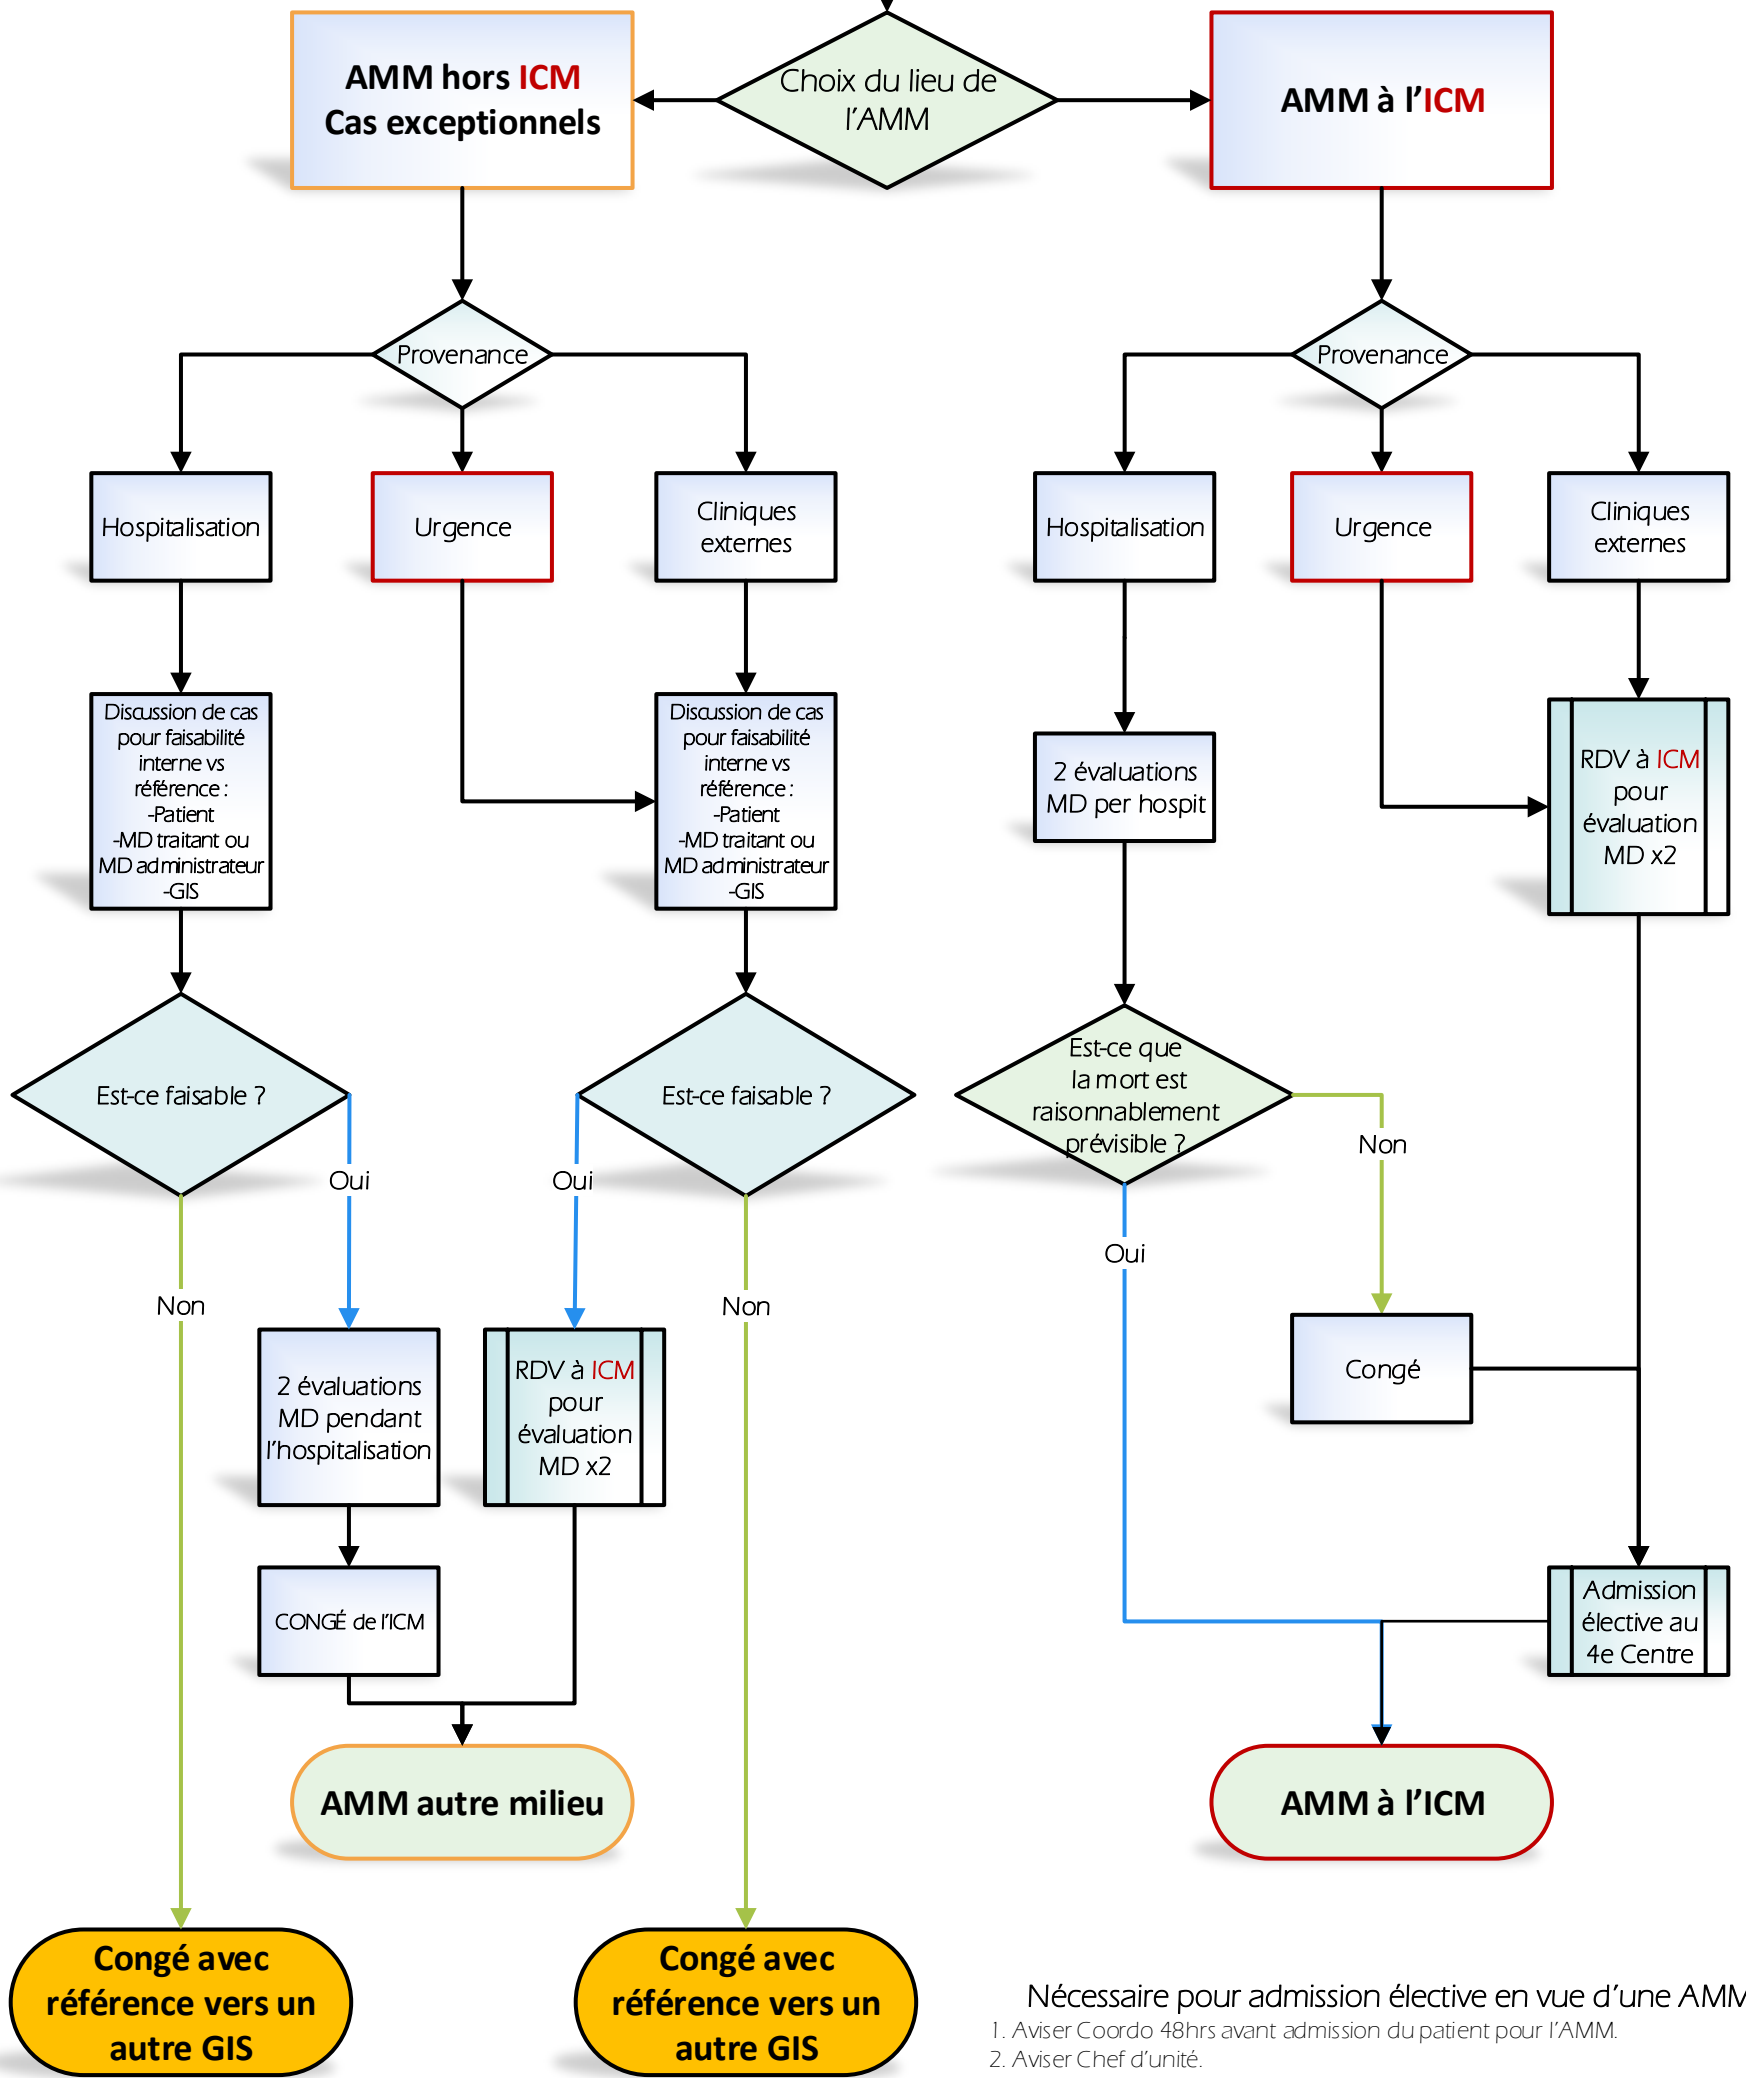 AMM hors ICM
Cas exceptionnels
Choix du lieu de
l'AMM
AMM à l'ICM
Provenance
Provenance
Hospitalisation
Urgence
Cliniques
externes
Hospitalisation
Urgence
Cliniques
externes
Discussion de cas
pour faisabilité
interne vs
référence :
-Patient
-MD traitant ou
MD administrateur
-GIS
Discussion de cas
pour faisabilité
interne vs
référence :
-Patient
-MD traitant ou
MD administrateur
-GIS
2 évaluations
MD per hospit
RDV à ICM
pour
évaluation
MD x2
Est-ce faisable ?
Est-ce faisable ?
Est-ce que
la mort est
raisonnablement
prévisible ?
Non
Oui
Oui
Oui
Non
Non
2 évaluations
MD pendant
l'hospitalisation
RDV à ICM
pour
évaluation
MD x2
Congé
CONGÉ de l'ICM
Admission
élective au
4e Centre
AMM autre milieu
AMM à l'ICM
Congé avec
référence vers un
autre GIS
Congé avec
référence vers un
autre GIS
Nécessaire pour admission élective en vue d'une AMM
1. Aviser Coordo 48hrs avant admission du patient pour l'AMM.
2. Aviser Chef d'unité.